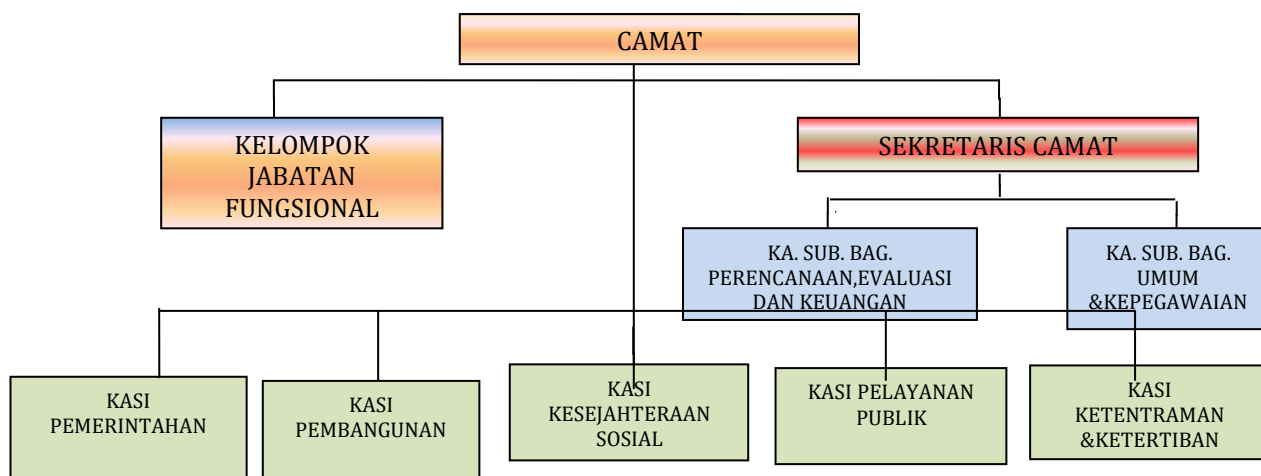 CAMAT
KELOMPOK
JABATAN
FUNGSIONAL
SEKRETARIS CAMAT
KA. SUB. BAG.
PERENCANAAN,EVALUASI
DAN KEUANGAN
KA. SUB. BAG.
UMUM
&KEPEGAWAIAN
KASI
PEMERINTAHAN
KASI
PEMBANGUNAN
KASI
KESEJAHTERAAN
SOSIAL
KASI PELAYANAN
PUBLIK
KASI
KETENTRAMAN
&KETERTIBAN